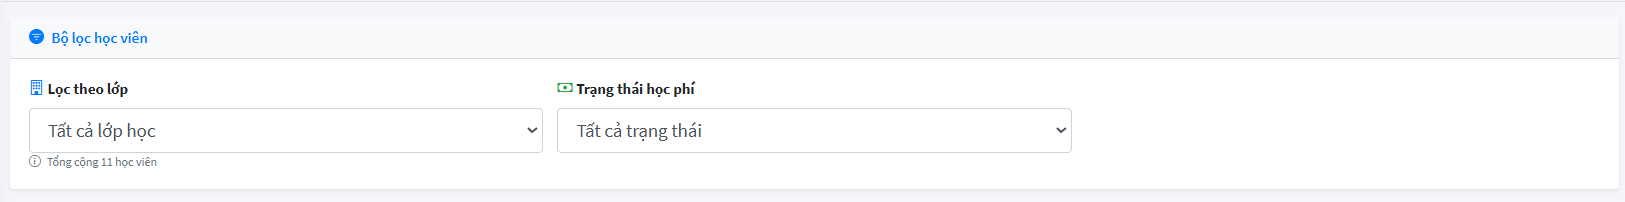 Bộ lọc học viên
Lọc theo lớp
Trạng thái học phí
Tất cả lớp học
Tất cả trạng thái
Tổng cộng 11 học viên